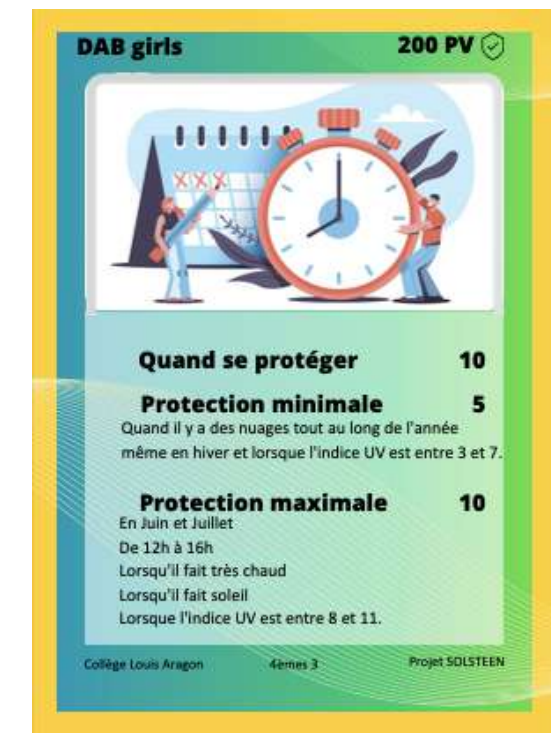 DAB girls 200 PV
Quand se protéger 10
Protection minimale 5
Quand il y a des nuages tout au long de l'année
même en hiver et lorsque l'indice UV est entre 3 et 7.
Protection maximale 10
En Juin et Juillet
De 12h à 16h
Lorsqu'il fait très chaud
Lorsqu'il fait soleil
Lorsque l'indice UV est entre 8 et 11.
Collège Louis Aragon 4èmes 3 Projet SOLSTEEN